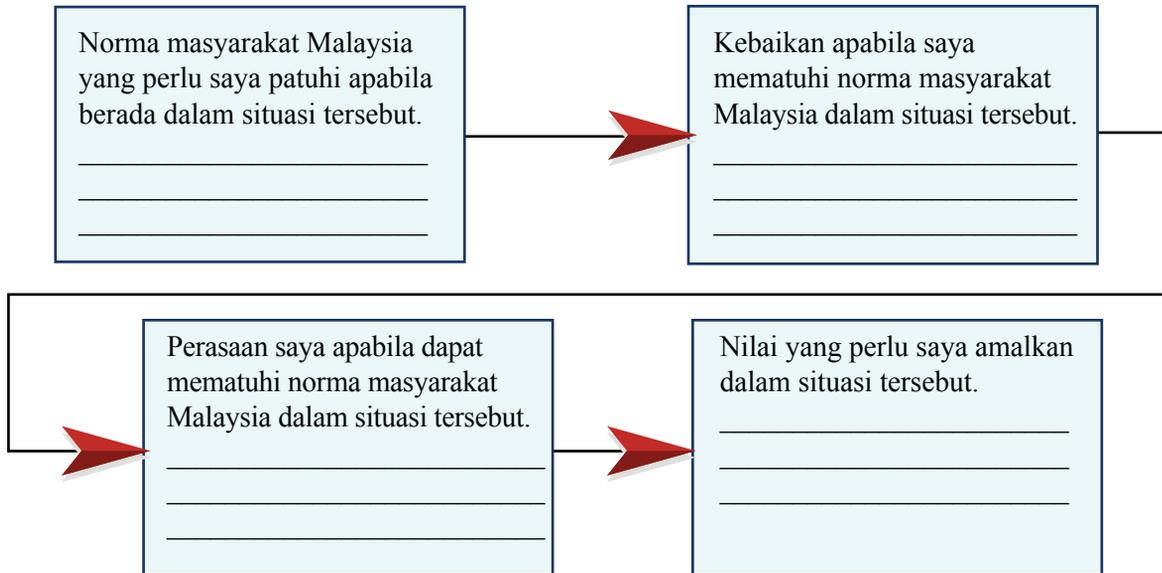 Norma masyarakat Malaysia
yang perlu saya patuhi apabila
berada dalam situasi tersebut.
Kebaikan apabila saya
mematuhi norma masyarakat
Malaysia dalam situasi tersebut.
Perasaan saya apabila dapat
mematuhi norma masyarakat
Malaysia dalam situasi tersebut.
Nilai yang perlu saya amalkan
dalam situasi tersebut.